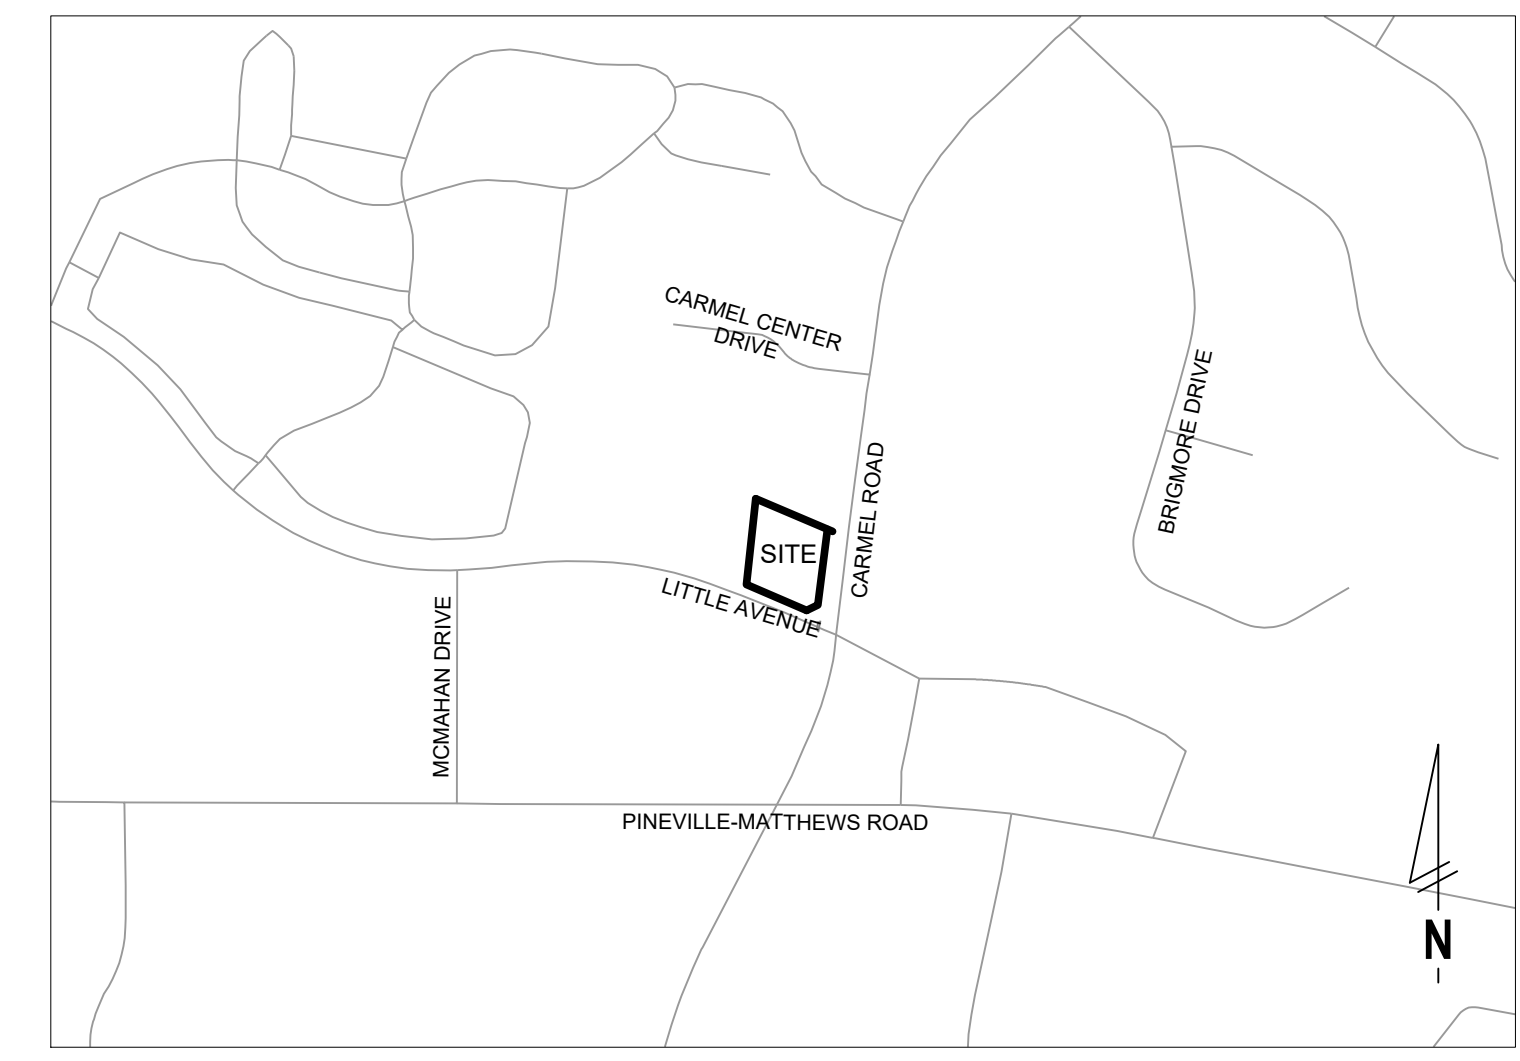 CARMEL CENTER
DRIVE
BRIGMORE DRIVE
CARMEL ROAD
SITE
LITTLE AVENUE
MCMAHAN DRIVE
PINEVILLE-MATTHEWS ROAD
N